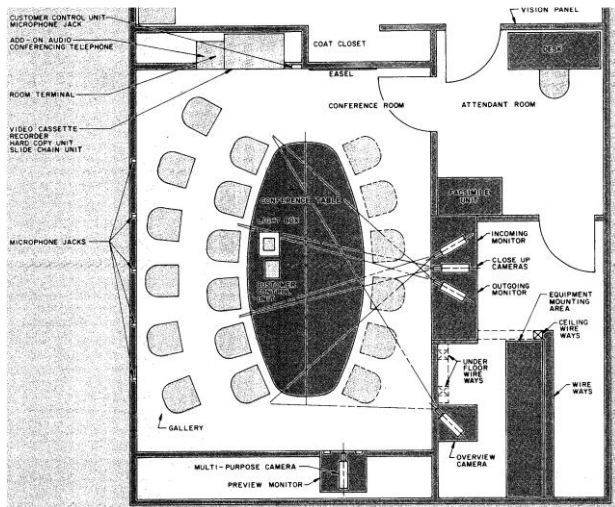 CUSTOMER CONTROL UNIT
MICROPHONE JACK
ADD-ON AUDIO
CONFERENCING TELEPHONE
ROOM TERMINAL
VIDEO CASSETTE
RECORDER
HARD COPY UNIT
SLIDE CHAIN UNIT
MICROPHONE JACKS
GALLERY
COAT CLOSET
EASEL
CONFERENCE ROOM
ATTENDANT ROOM
VISION PANEL
DESK
CONFERENCE TABLE
LIGHT BOX
CUSTOMER
CONTROL
UNIT
FACSIMILE
UNIT
INCOMING
MONITOR
CLOSE UP
CAMERAS
OUTGOING
MONITOR
EQUIPMENT
MOUNTING
AREA
CEILING
WIRE
WAYS
UNDER
FLOOR
WIRE
WAYS
WIRE
WAYS
OVERVIEW
CAMERA
MULTI-PURPOSE CAMERA
PREVIEW MONITOR